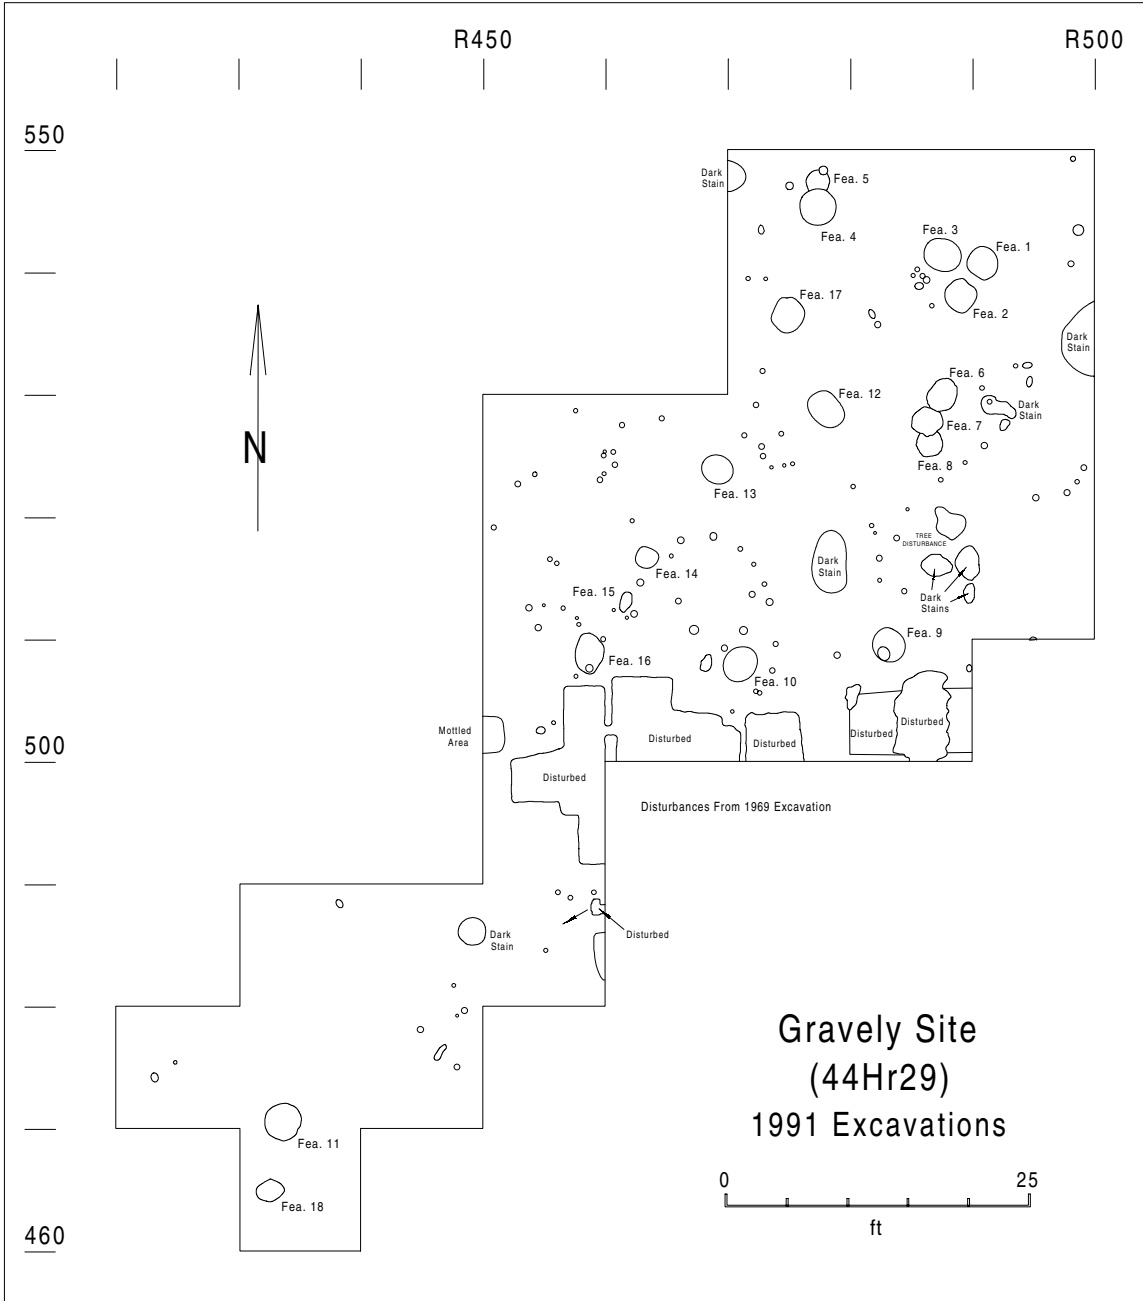 R450
R500
550
Dark
Stain
Fea. 5
Fea. 4
Fea. 3
Fea. 1
Fea. 2
Fea. 17
Dark
Stain
Fea. 6
Fea. 12
Dark
Stain
Fea. 7
Fea. 8
N
Fea. 13
TREE
DISTURBANCE
Dark
Stain
Fea. 14
Fea. 15
Dark
Stains
Fea. 9
Fea. 16
Fea. 10
500
Mottled
Area
Disturbed
Disturbed
Disturbed
Disturbed
Disturbed
Disturbances From 1969 Excavation
Dark
Stain
Disturbed
Gravely Site
(44Hr29)
1991 Excavations
Fea. 11
Fea. 18
0
25
ft
460